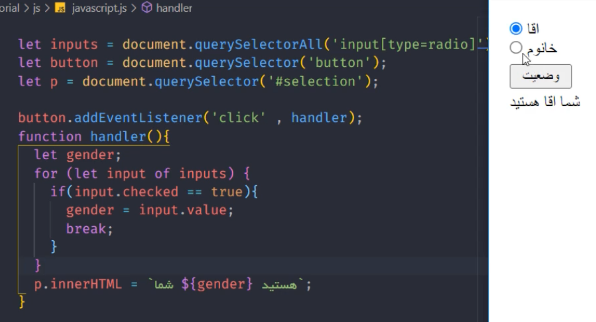 orial > js > JS javascript.js > handler
let inputs = document.querySelectorAll('input[type=radio]'
let button = document.querySelector('button');
let p = document.querySelector('#selection');
button.addEventListener('click' , handler);
function handler(){
let gender;
for (let input of inputs) {
if(input.checked == true){
gender = input.value;
break;
}
}
p.innerHTML = `شما ${gender} هستید`;
}
اقا
خانوم
وضعیت
شما اقا هستید